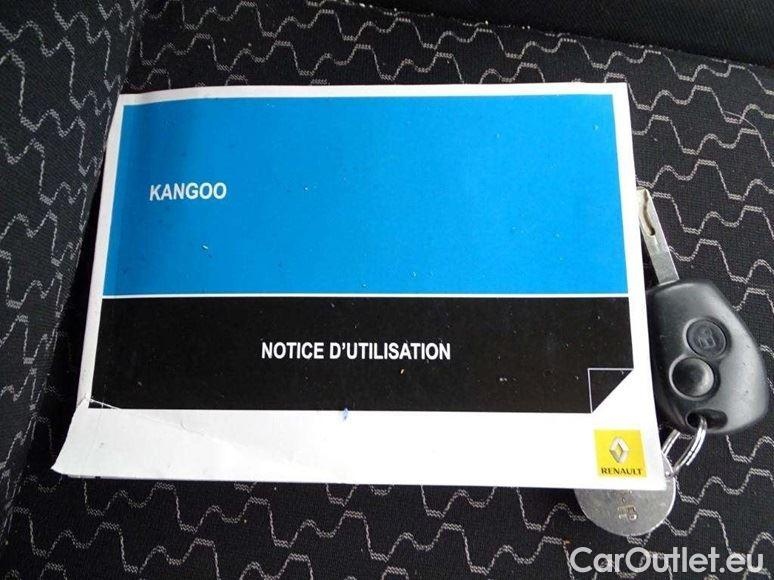 KANGOO
NOTICE D'UTILISATION
RENAULT
CarOutlet.eu